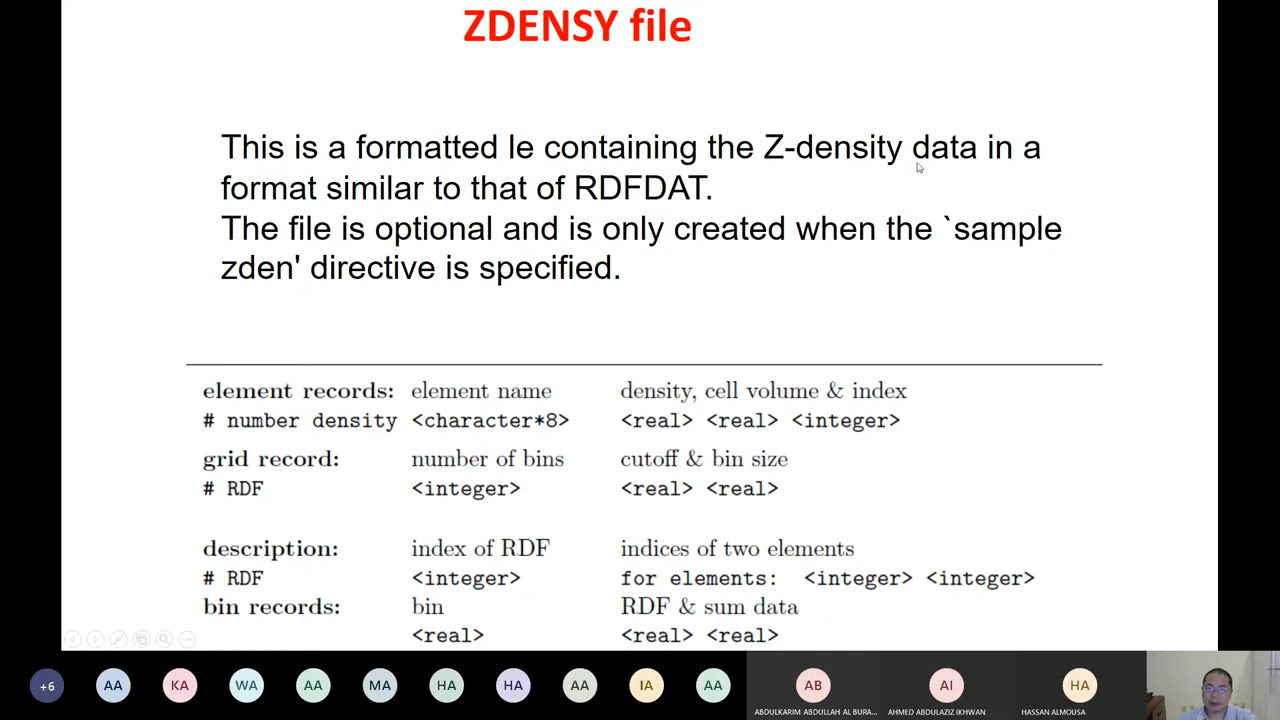 ZDENSY file
This is a formatted le containing the Z-density data in a
format similar to that of RDFDAT.
The file is optional and is only created when the `sample
zden' directive is specified.
element records: element name density, cell volume & index
# number density <character*8> <real> <real> <integer>
grid record: number of bins cutoff & bin size
# RDF <integer> <real> <real>
description: index of RDF indices of two elements
# RDF <integer> for elements: <integer> <integer>
bin records: bin RDF & sum data
<real> <real> <real>
+6 AA KA WA AA MA HA HA AA IA AA AB AI HA
ABDULKARIM ABDULLAH AL BURA... AHMED ABDULAZIZ IKHWAN HASSAN ALMOUSA